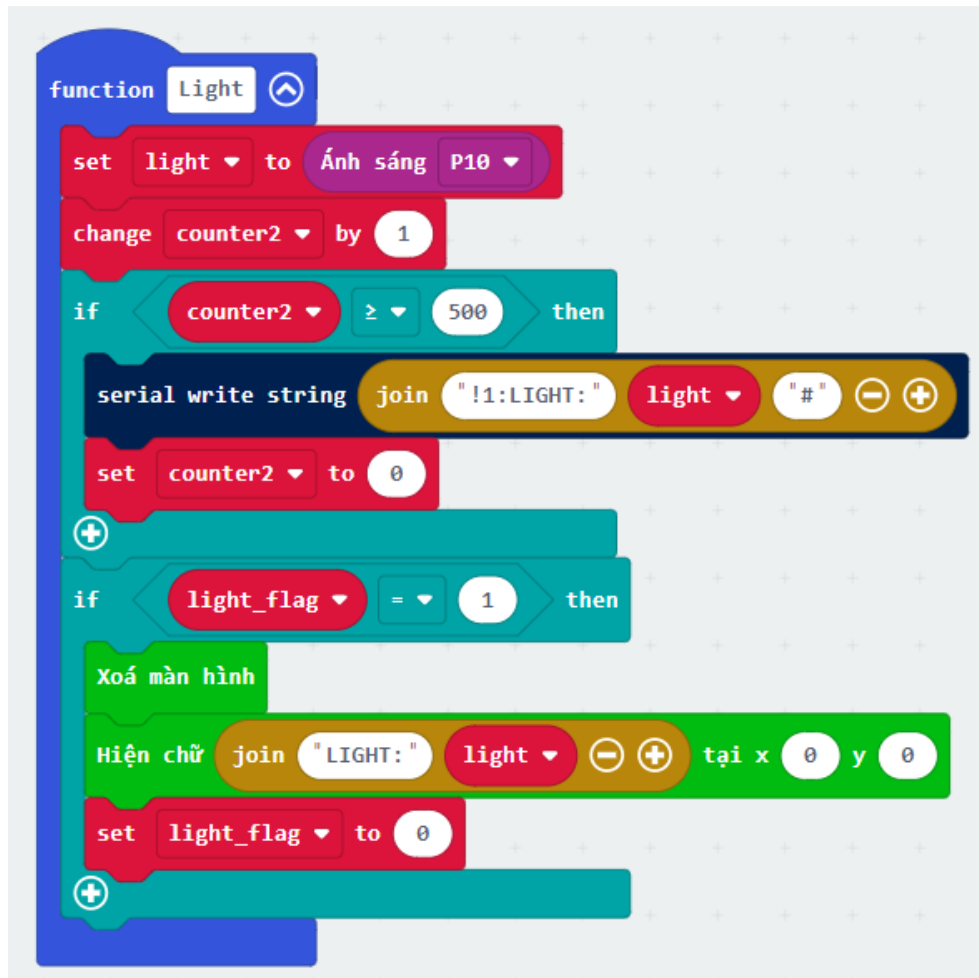 function Light
set light to Ánh sáng P10
change counter2 by 1
if counter2 ≥ 500 then
serial write string join "!1:LIGHT:" light "#"
set counter2 to 0
if light_flag = 1 then
Xoá màn hình
Hiện chữ join "LIGHT:" light tại x 0 y 0
set light_flag to 0